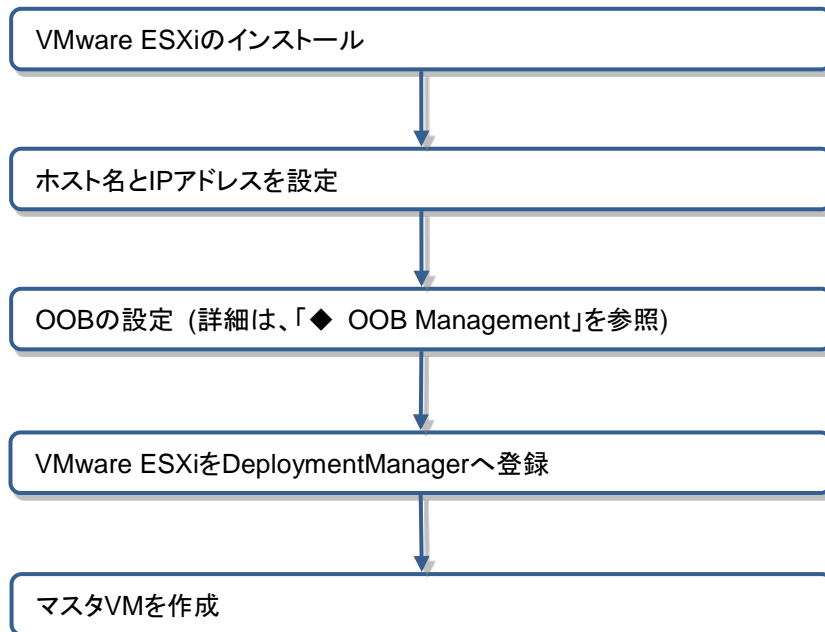 VMware ESXiのインストール
ホスト名とIPアドレスを設定
OOBの設定 (詳細は、「◆ OOB Management」を参照)
VMware ESXiをDeploymentManagerへ登録
マスタVMを作成